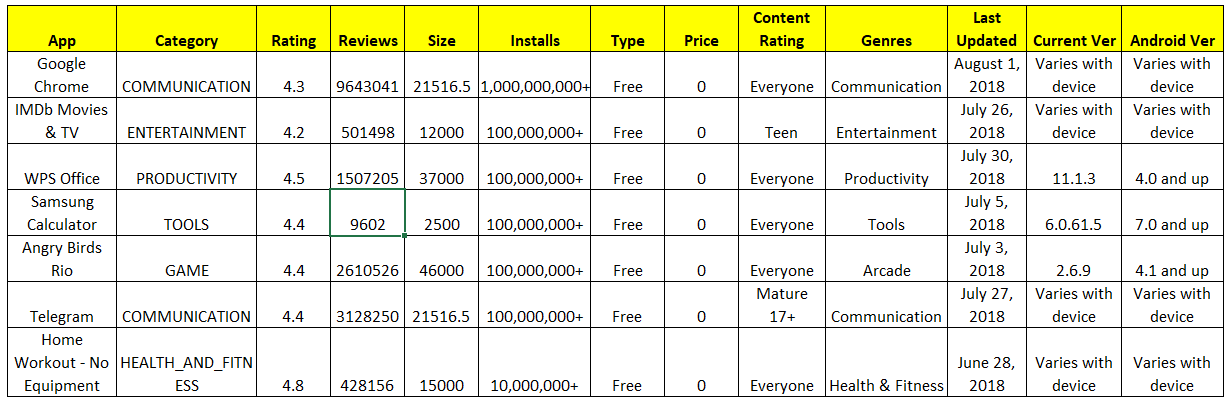 App Category Rating Reviews Size Installs Type Price Content Rating Genres Last Updated Current Ver Android Ver
Google Chrome COMMUNICATION 4.3 9643041 21516.5 1,000,000,000+ Free 0 Everyone Communication August 1, 2018 Varies with device Varies with device
IMDb Movies & TV ENTERTAINMENT 4.2 501498 12000 100,000,000+ Free 0 Teen Entertainment July 26, 2018 Varies with device Varies with device
WPS Office PRODUCTIVITY 4.5 1507205 37000 100,000,000+ Free 0 Everyone Productivity July 30, 2018 11.1.3 4.0 and up
Samsung Calculator TOOLS 4.4 9602 2500 100,000,000+ Free 0 Everyone Tools July 5, 2018 6.0.61.5 7.0 and up
Angry Birds Rio GAME 4.4 2610526 46000 100,000,000+ Free 0 Everyone Arcade July 3, 2018 2.6.9 4.1 and up
Telegram COMMUNICATION 4.4 3128250 21516.5 100,000,000+ Free 0 Mature 17+ Communication July 27, 2018 Varies with device Varies with device
Home Workout - No Equipment HEALTH_AND_FITNESS 4.8 428156 15000 10,000,000+ Free 0 Everyone Health & Fitness June 28, 2018 Varies with device Varies with device